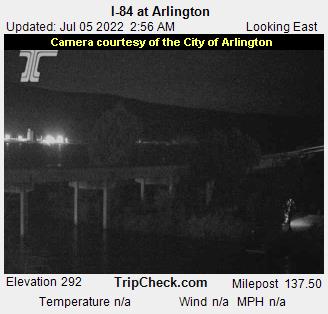 I-84 at Arlington
Updated: Jul 05 2022 2:56 AM Looking East
Camera courtesy of the City of Arlington
Elevation 292 TripCheck.com Milepost 137.50
Temperature n/a Wind n/a MPH n/a